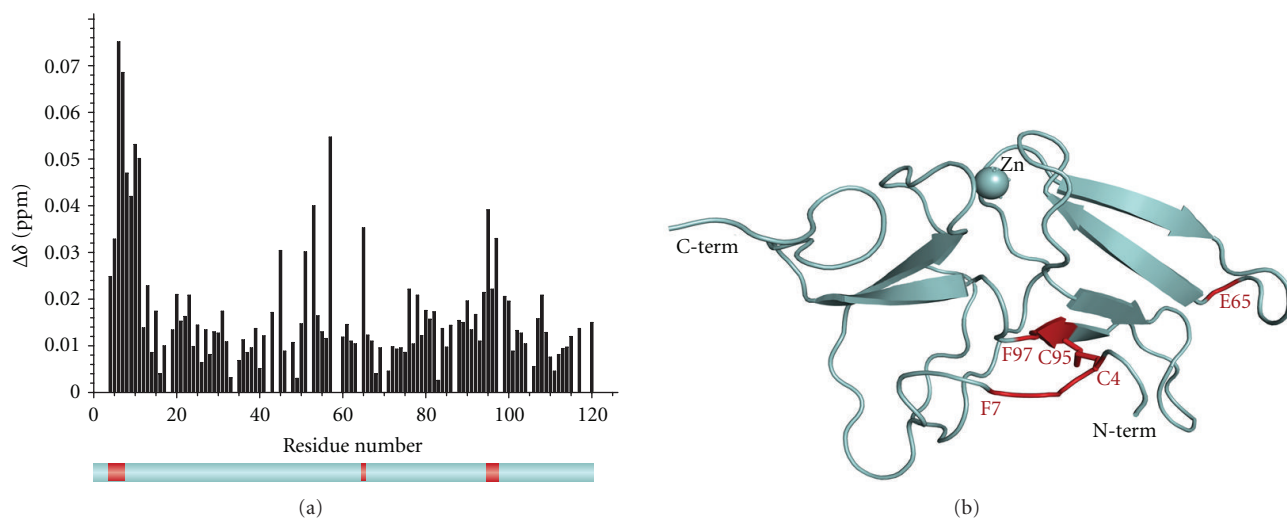 0.07
0.06
0.05
0.04
0.03
0.02
0.01
0
Δδ (ppm)
0 20 40 60 80 100 120
Residue number
(a)
Zn
C-term
E65
F97 C95
C4
F7
N-term
(b)